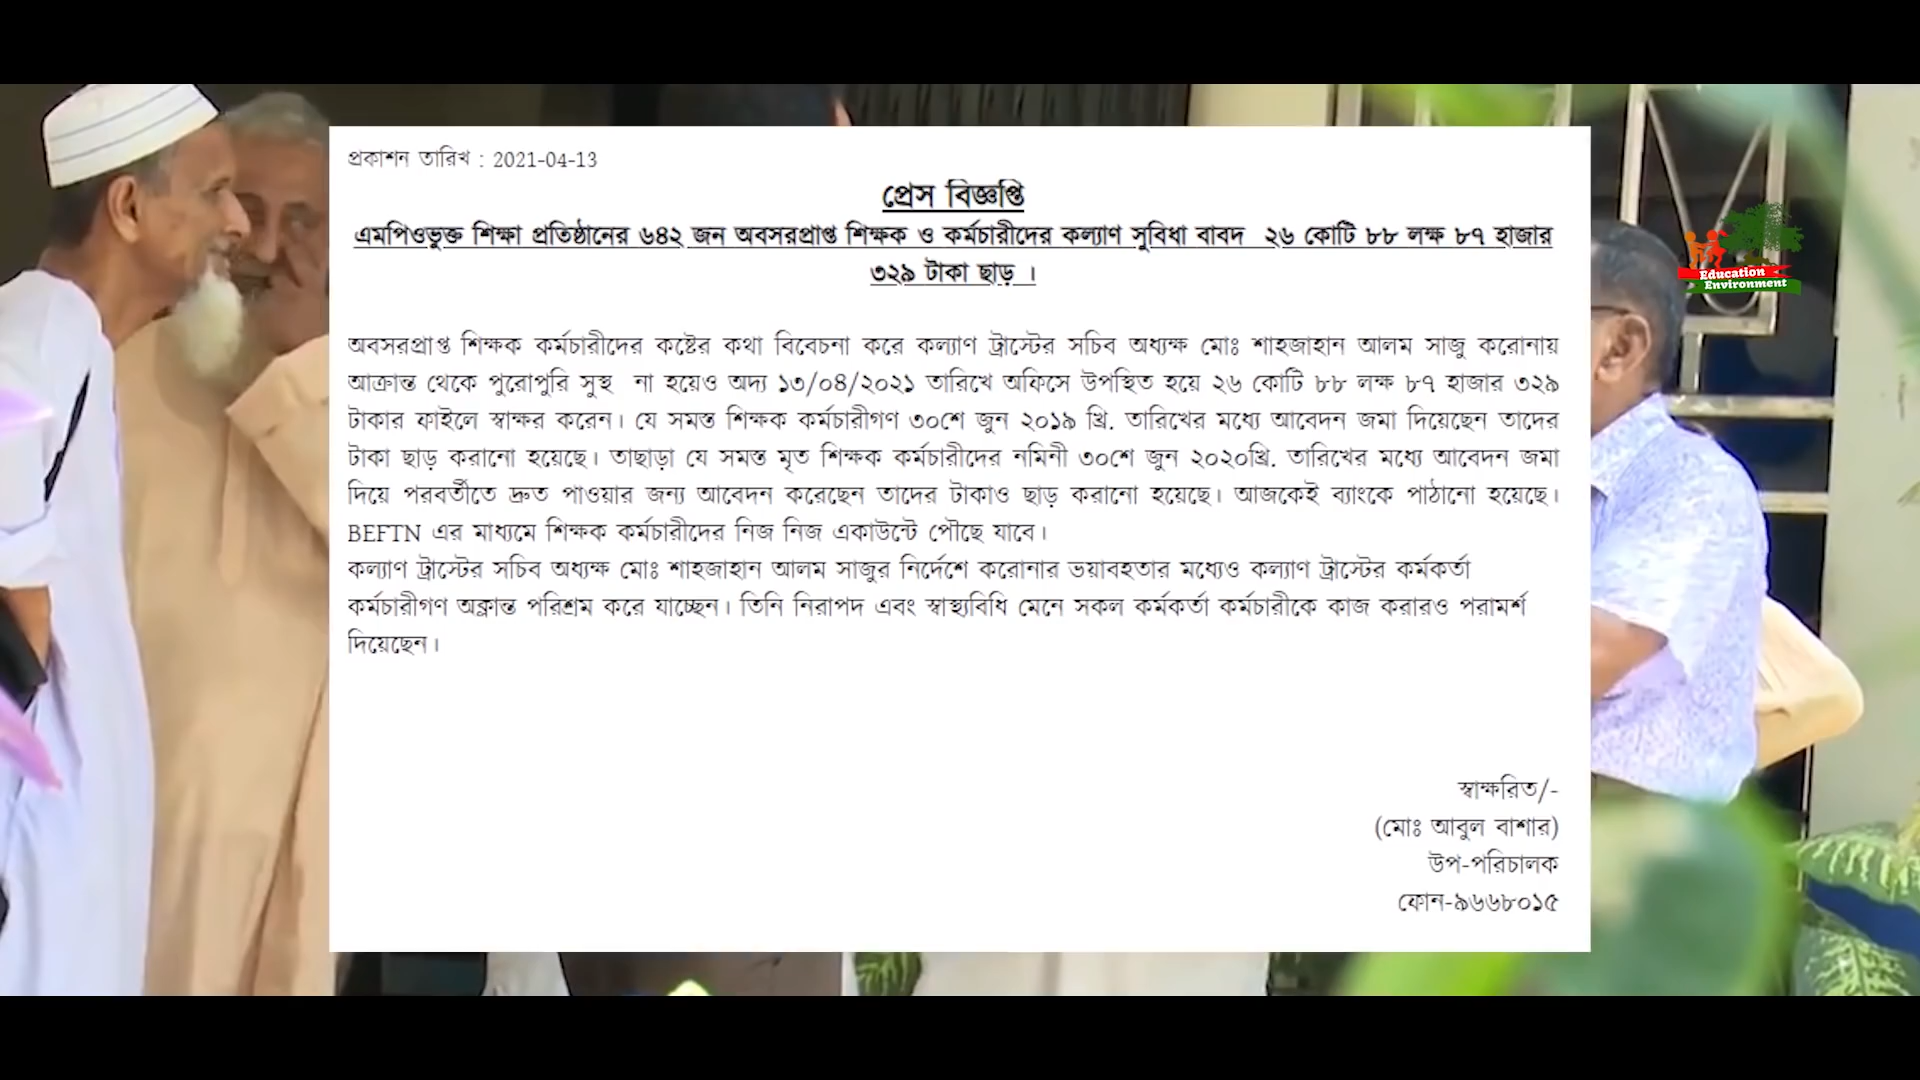 প্রকাশন তারিখ : 2021-04-13
প্রেস বিজ্ঞপ্তি
এমপিওভুক্ত শিক্ষা প্রতিষ্ঠানের ৬৪২ জন অবসরপ্রাপ্ত শিক্ষক ও কর্মচারীদের কল্যাণ সুবিধা বাবদ ২৬ কোটি ৮৮ লক্ষ ৮৭ হাজার
৩২৯ টাকা ছাড় ।
Education
Environment
অবসরপ্রাপ্ত শিক্ষক কর্মচারীদের কষ্টের কথা বিবেচনা করে কল্যাণ ট্রাস্টের সচিব অধ্যক্ষ মোঃ শাহজাহান আলম সাজু করোনায়
আক্রান্ত থেকে পুরোপুরি সুস্থ না হয়েও অদ্য ১৩/০৪/২০২১ তারিখে অফিসে উপস্থিত হয়ে ২৬ কোটি ৮৮ লক্ষ ৮৭ হাজার ৩২৯
টাকার ফাইলে স্বাক্ষর করেন। যে সমস্ত শিক্ষক কর্মচারীগণ ৩০শে জুন ২০১৯ খ্রি. তারিখের মধ্যে আবেদন জমা দিয়েছেন তাদের
টাকা ছাড় করানো হয়েছে। তাছাড়া যে সমস্ত মৃত শিক্ষক কর্মচারীদের নমিনী ৩০শে জুন ২০২০খ্রি. তারিখের মধ্যে আবেদন জমা
দিয়ে পরবর্তীতে দ্রুত পাওয়ার জন্য আবেদন করেছেন তাদের টাকাও ছাড় করানো হয়েছে। আজকেই ব্যাংকে পাঠানো হয়েছে।
BEFTN এর মাধ্যমে শিক্ষক কর্মচারীদের নিজ নিজ একাউন্টে পৌছে যাবে।
কল্যাণ ট্রাস্টের সচিব অধ্যক্ষ মোঃ শাহজাহান আলম সাজুর নির্দেশে করোনার ভয়াবহতার মধ্যেও কল্যাণ ট্রাস্টের কর্মকর্তা
কর্মচারীগণ অক্লান্ত পরিশ্রম করে যাচ্ছেন। তিনি নিরাপদ এবং স্বাস্থ্যবিধি মেনে সকল কর্মকর্তা কর্মচারীকে কাজ করারও পরামর্শ
দিয়েছেন।
স্বাক্ষরিত/-
(মোঃ আবুল বাশার)
উপ-পরিচালক
ফোন-৯৬৬৮০১৫